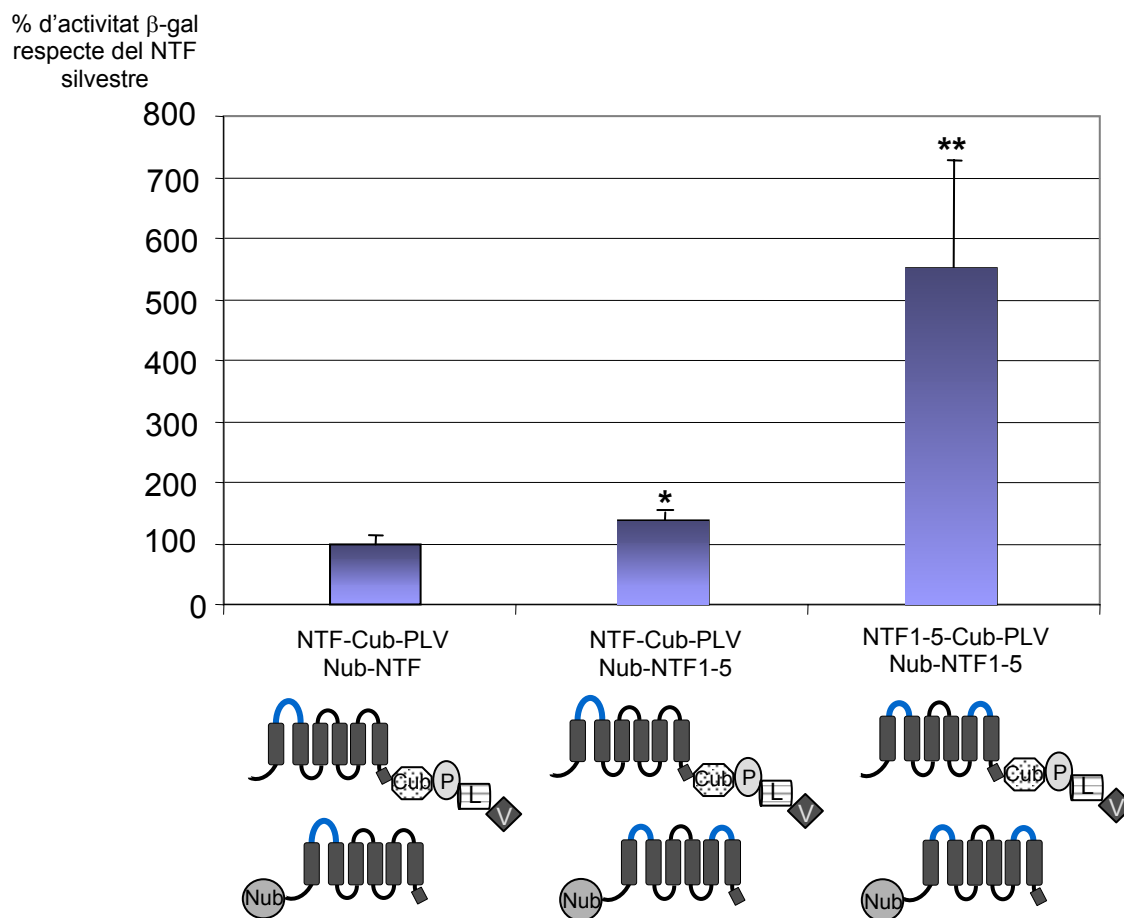 % d’activitat β-gal
respecte del NTF
silvestre
800
700
600
500
400
300
200
100
0
*
**
NTF-Cub-PLV
Nub-NTF
NTF-Cub-PLV
Nub-NTF1-5
NTF1-5-Cub-PLV
Nub-NTF1-5
Cub
P
L
V
Cub
P
L
V
Cub
P
L
V
Nub
Nub
Nub